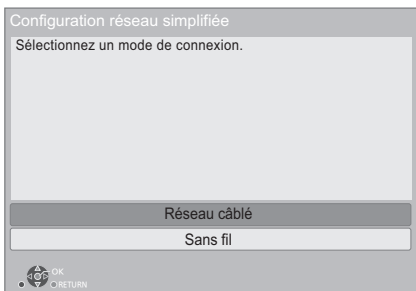 Configuration réseau simplifiée
Sélectionnez un mode de connexion.
Réseau câblé
Sans fil
OK
RETURN